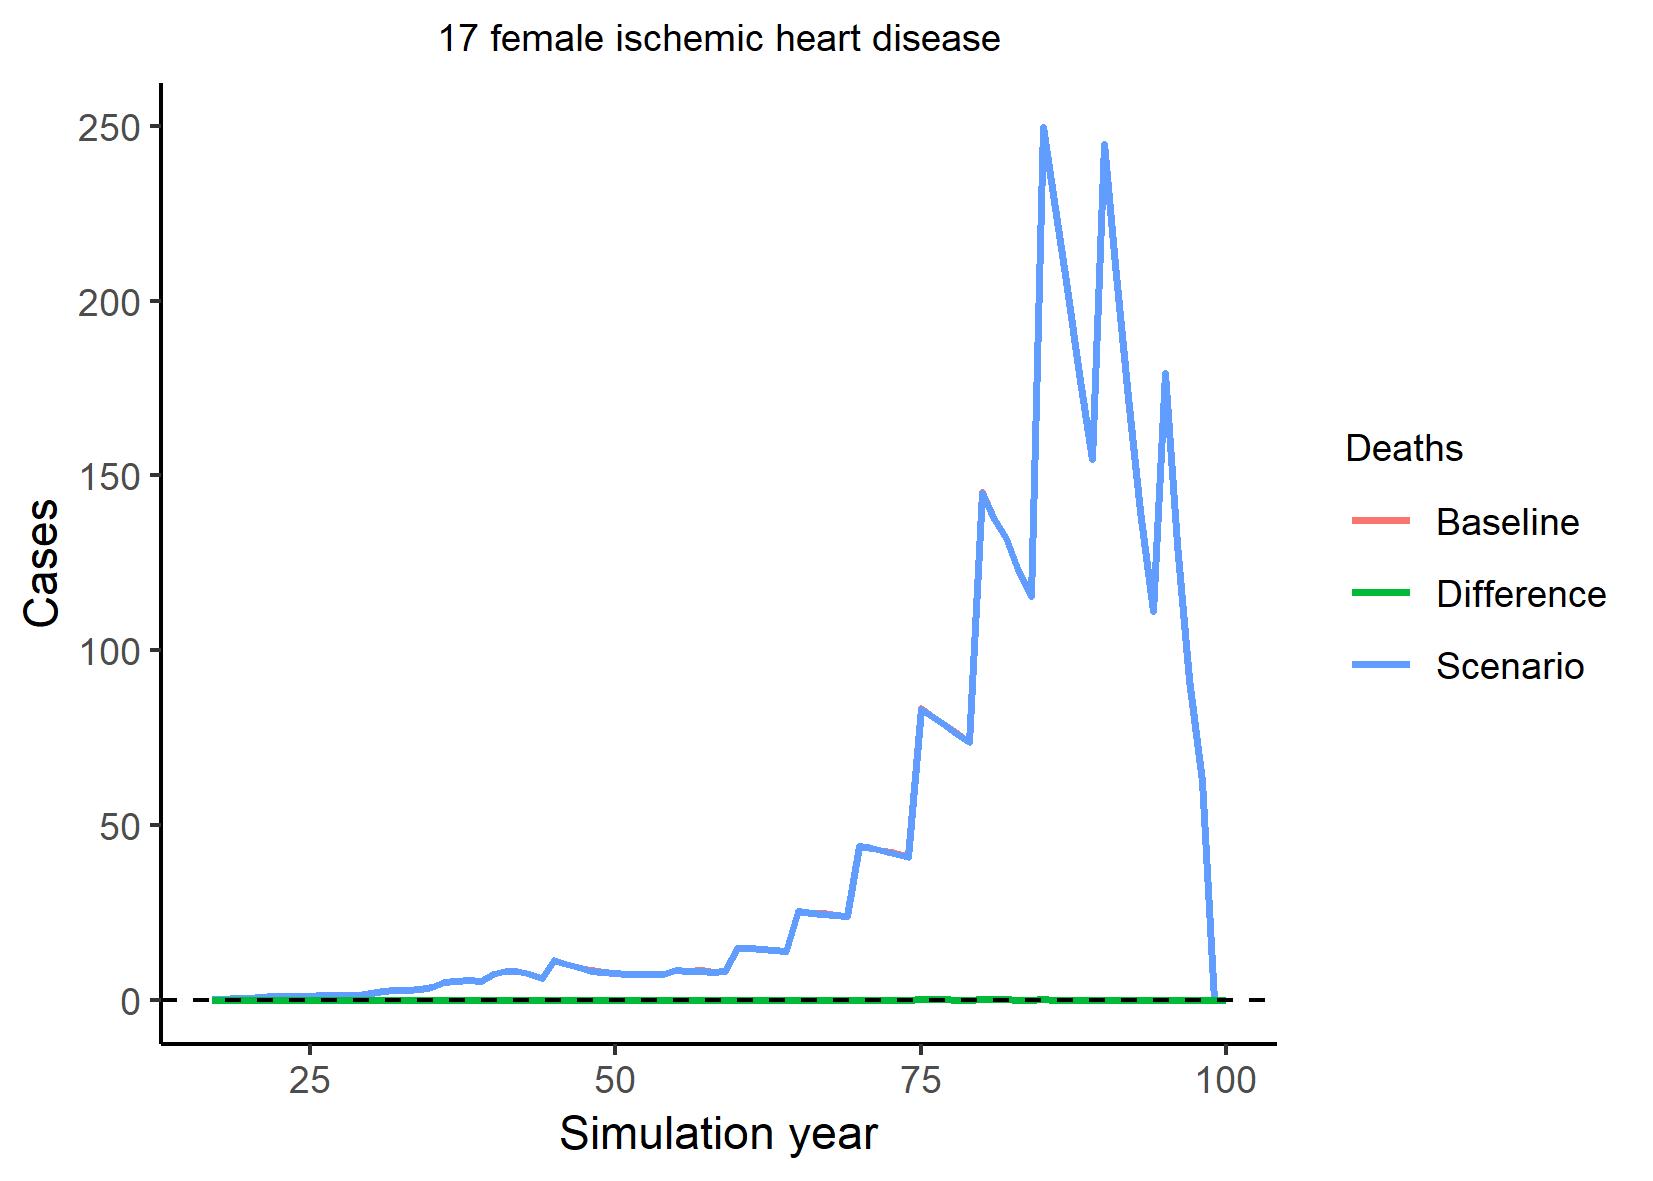 17 female ischemic heart disease
250
200
150
100
50
0
Cases
25 50 75 100
Simulation year
Deaths
Baseline
Difference
Scenario